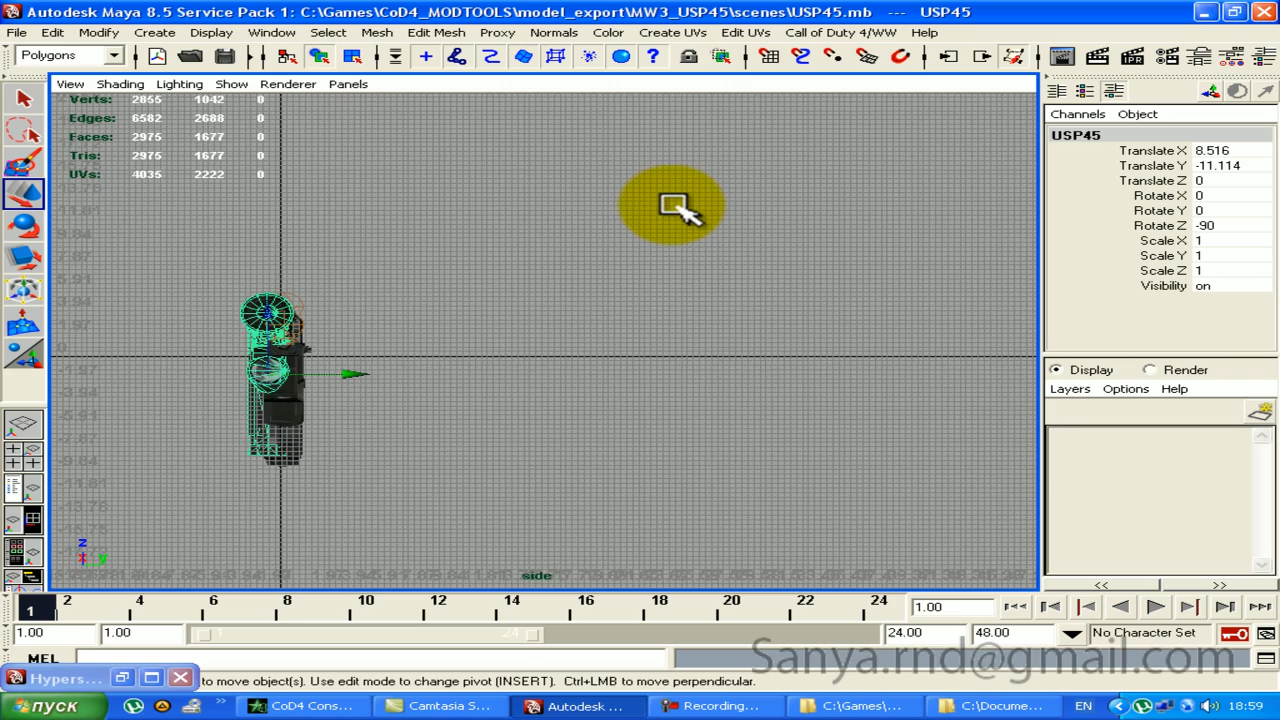 Autodesk Maya 8.5 Service Pack 1: C:\Games\CoD4_MODTOOLS\model_export\MW3_USP45\scenes\USP45.mb --- USP45
File Edit Modify Create Display Window Select Mesh Edit Mesh Proxy Normals Color Create UVs Edit UVs Call of Duty 4/WW Help
Polygons
View Shading Lighting Show Renderer Panels
Verts: 2855 1042 0
Edges: 6582 2688 0
Faces: 2975 1677 0
Tris: 2975 1677 0
UVs: 4035 2222 0
Channels Object
USP45
Translate X 8.516
Translate Y -11.114
Translate Z 0
Rotate X 0
Rotate Y 0
Rotate Z -90
Scale X 1
Scale Y 1
Scale Z 1
Visibility on
Display Render
Layers Options Help
z
x y
side
<< >>
1 2 4 6 8 10 12 14 16 18 20 22 24 1.00
1.00 1.00 1 24 24.00 48.00 No Character Set
MEL
Hypers... to move object(s). Use edit mode to change pivot (INSERT). Ctrl+LMB to move perpendicular.
Sanya.rnd@gmail.com
пуск CoD4 Cons... Camtasia S... Autodesk ... Recording... C:\Games\... C:\Docume... EN 18:59